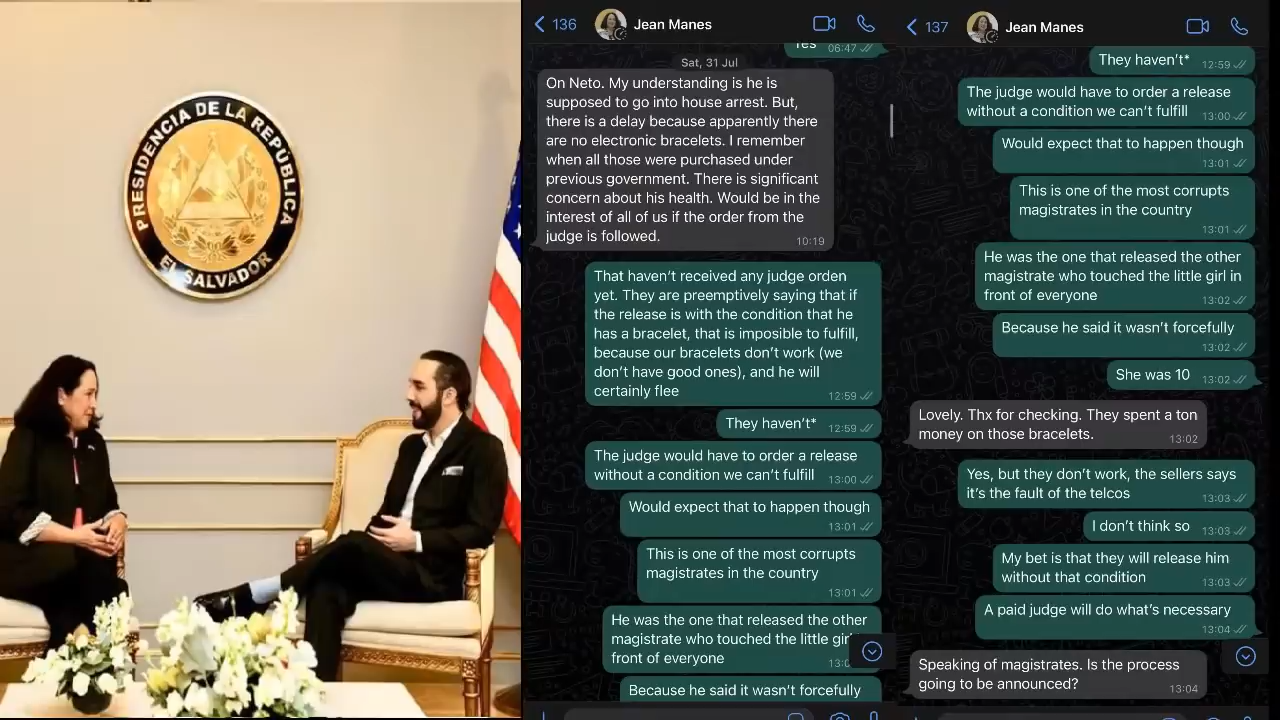 PRESIDENCIA DE LA REPÚBLICA
EL SALVADOR
136
Jean Manes
Yes 06:47
Sat, 31 Jul
On Neto. My understanding is he is
supposed to go into house arrest. But,
there is a delay because apparently there
are no electronic bracelets. I remember
when all those were purchased under
previous government. There is significant
concern about his health. Would be in the
interest of all of us if the order from the
judge is followed.
10:19
That haven't received any judge orden
yet. They are preemptively saying that if
the release is with the condition that he
has a bracelet, that is imposible to fulfill,
because our bracelets don't work (we
don't have good ones), and he will
certainly flee
12:59
They haven't* 12:59
The judge would have to order a release
without a condition we can't fulfill 13:00
Would expect that to happen though
13:01
This is one of the most corrupts
magistrates in the country
13:01
He was the one that released the other
magistrate who touched the little girl
front of everyone
Because he said it wasn't forcefully
137
Jean Manes
They haven't* 12:59
The judge would have to order a release
without a condition we can't fulfill 13:00
Would expect that to happen though
13:01
This is one of the most corrupts
magistrates in the country
13:01
He was the one that released the other
magistrate who touched the little girl in
front of everyone 13:02
Because he said it wasn't forcefully
13:02
She was 10 13:02
Lovely. Thx for checking. They spent a ton
money on those bracelets. 13:02
Yes, but they don't work, the sellers says
it's the fault of the telcos 13:03
I don't think so 13:03
My bet is that they will release him
without that condition 13:03
A paid judge will do what's necessary
13:04
Speaking of magistrates. Is the process
going to be announced? 13:04